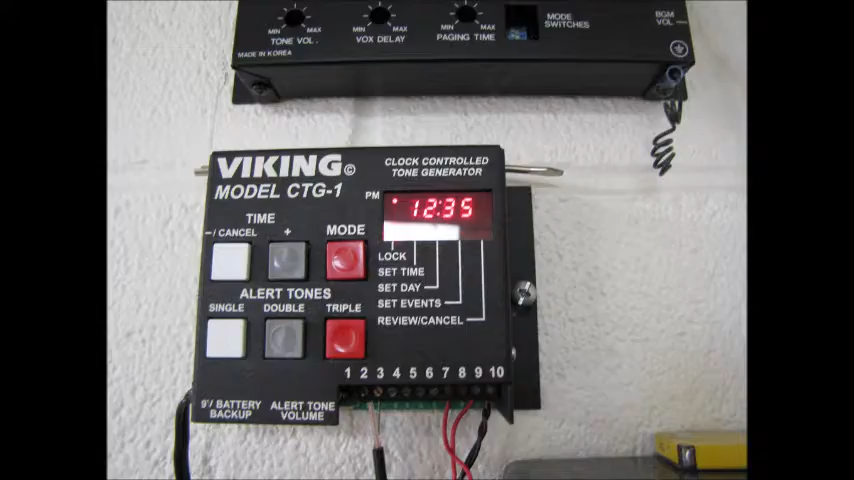 MIN MAX MIN MAX MIN MAX
TONE VOL. VOX DELAY PAGING TIME
MODE
SWITCHES
BGM
VOL
MADE IN KOREA
VIKING©
MODEL CTG-1
CLOCK CONTROLLED
TONE GENERATOR
PM
12:35
TIME
−/CANCEL + MODE
LOCK
SET TIME
SET DAY
SET EVENTS
REVIEW/CANCEL
ALERT TONES
SINGLE DOUBLE TRIPLE
1 2 3 4 5 6 7 8 9 10
9V BATTERY
BACKUP
ALERT TONE
VOLUME